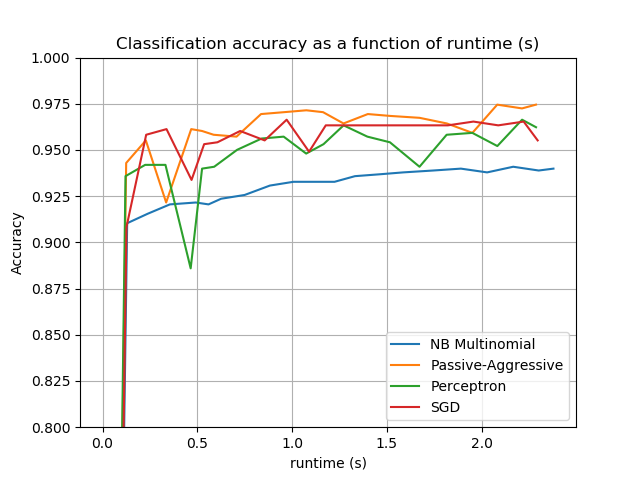 Classification accuracy as a function of runtime (s)
Accuracy
1.000
0.975
0.950
0.925
0.900
0.875
0.850
0.825
0.800
NB Multinomial
Passive-Aggressive
Perceptron
SGD
0.0 0.5 1.0 1.5 2.0
runtime (s)